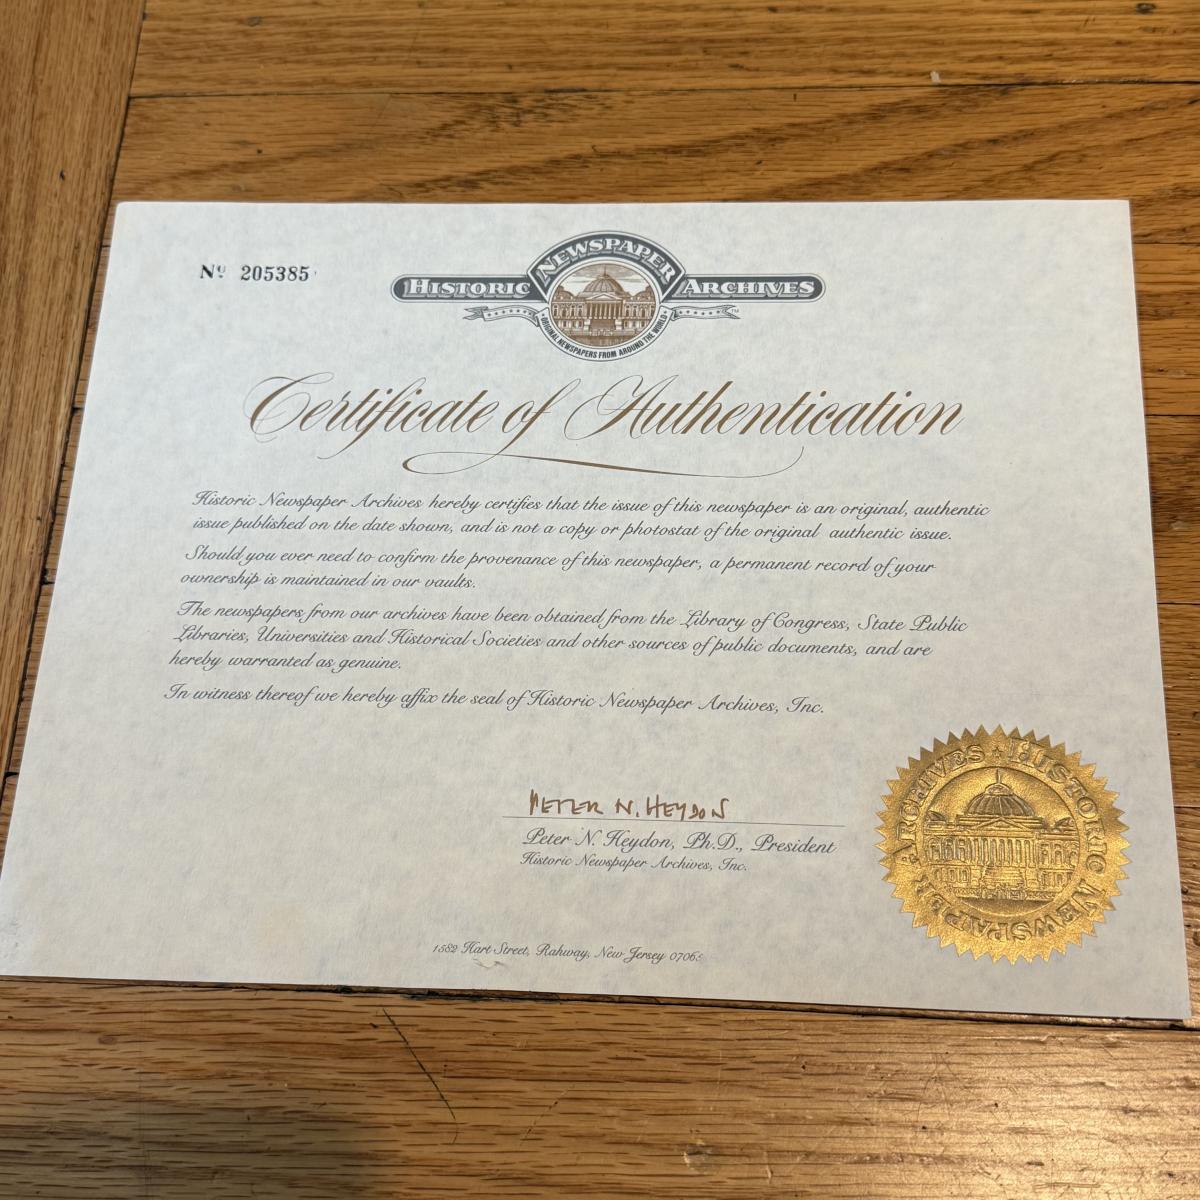 Nº 205385
HISTORIC NEWSPAPER ARCHIVES
ORIGINAL NEWSPAPERS FROM AROUND THE WORLD
TM
Certificate of Authentication
Historic Newspaper Archives hereby certifies that the issue of this newspaper is an original, authentic
issue published on the date shown, and is not a copy or photostat of the original authentic issue.
Should you ever need to confirm the provenance of this newspaper, a permanent record of your
ownership is maintained in our vaults.
The newspapers from our archives have been obtained from the Library of Congress, State Public
Libraries, Universities and Historical Societies and other sources of public documents, and are
hereby warranted as genuine.
In witness thereof we hereby affix the seal of Historic Newspaper Archives, Inc.
PETER N. HEYDON
Peter N. Heydon, Ph.D., President
Historic Newspaper Archives, Inc.
HISTORIC NEWSPAPER ARCHIVES
1582 Hart Street, Rahway, New Jersey 07065